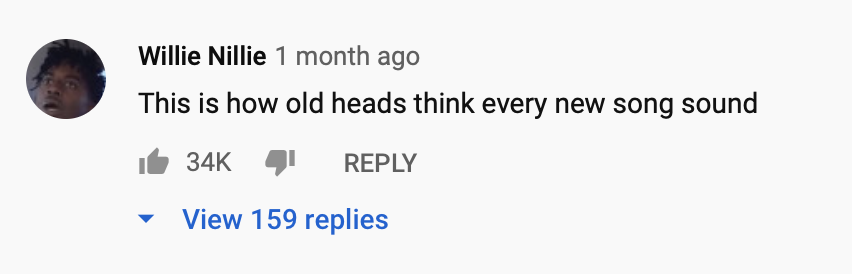 Willie Nillie 1 month ago
This is how old heads think every new song sound
34K REPLY
View 159 replies